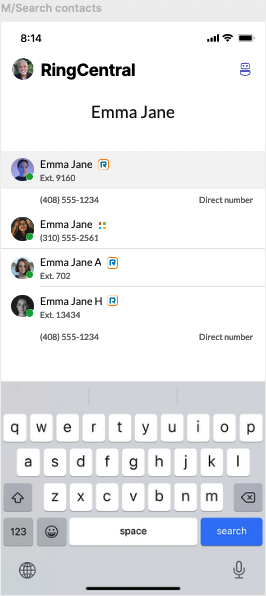 M/Search contacts
8:14
RingCentral
Emma Jane
Emma Jane
Ext. 9160
(408) 555-1234 Direct number
Emma Jane
(310) 555-2561
Emma Jane A
Ext. 702
Emma Jane H
Ext. 13434
(408) 555-1234 Direct number
q w e r t y u i o p
a s d f g h j k l
z x c v b n m
123 space search